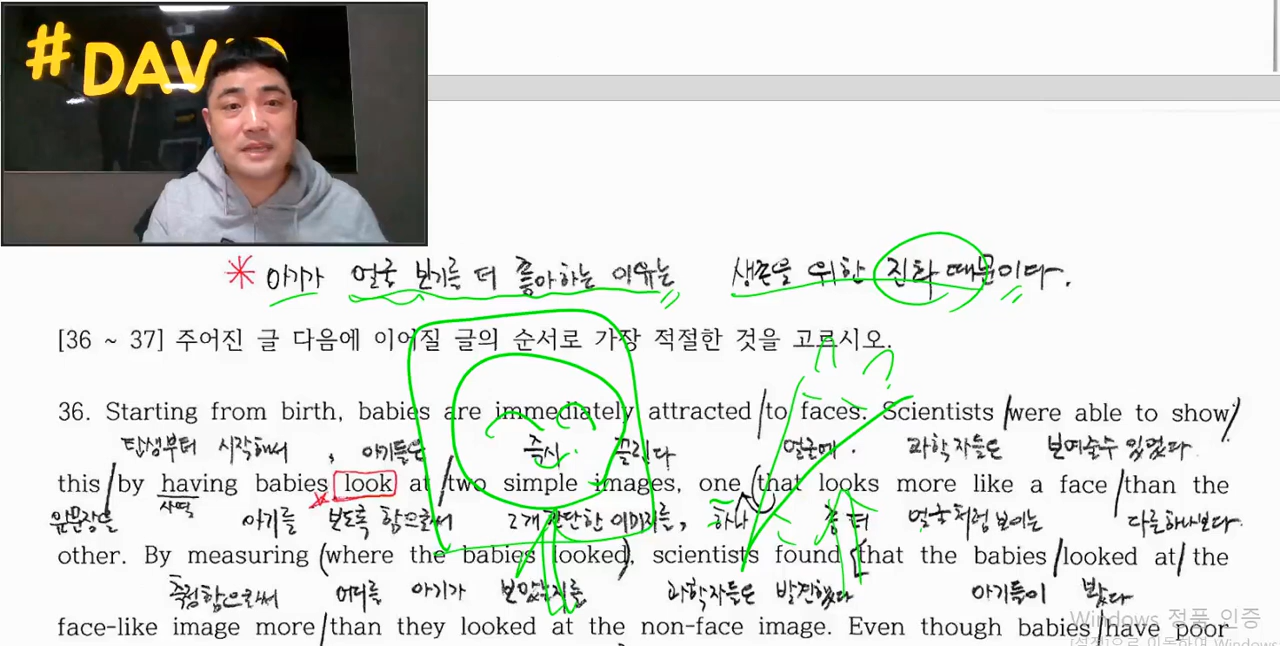 #DAV
* 아기가 얼굴 보기를 더 좋아하는 이유는 생존을 위한 진화 때문이다.
[36 ~ 37] 주어진 글 다음에 이어질 글의 순서로 가장 적절한 것을 고르시오.
36. Starting from birth, babies are immediately attracted to faces. Scientists were able to show
탄생부터 시작해서, 아기들은 즉시 끌린다 얼굴에. 과학자들은 보여줄수 있었다.
this by having babies look at two simple images, one that looks more like a face than the
앞문장을 사역 아기를 보도록 함으로써 2개 간단한 이미지를, 하나 좀 더 얼굴처럼 보이는 다른하나보다.
other. By measuring (where the babies looked), scientists found that the babies looked at the
측정함으로써 어디를 아기가 보았는지를 과학자들은 발견했다 아기들이 봤다
face-like image more than they looked at the non-face image. Even though babies have poor
Windows 정품 인증